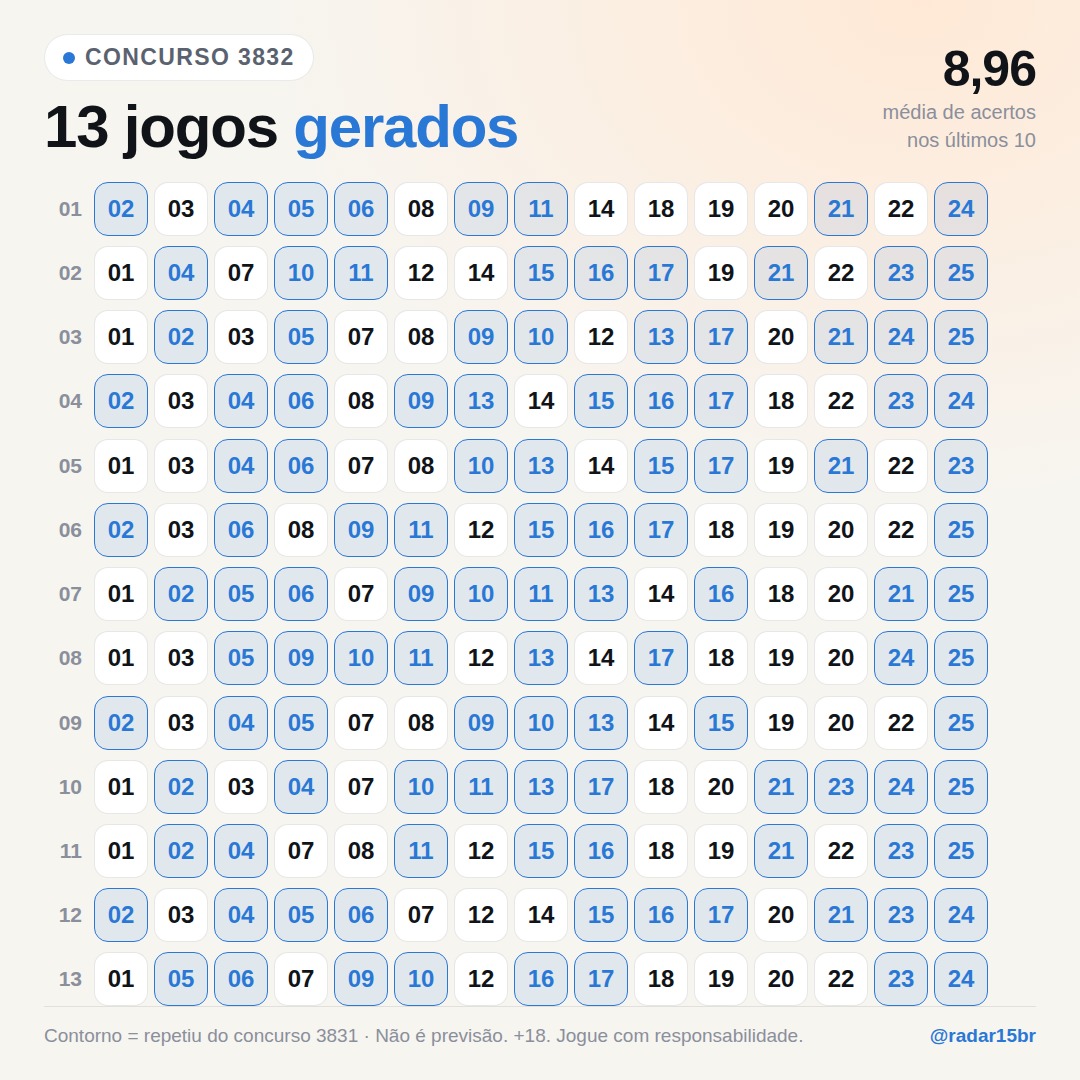 CONCURSO 3832
13 jogos gerados
8,96
média de acertos
nos últimos 10
01 02 03 04 05 06 08 09 11 14 18 19 20 21 22 24
02 01 04 07 10 11 12 14 15 16 17 19 21 22 23 25
03 01 02 03 05 07 08 09 10 12 13 17 20 21 24 25
04 02 03 04 06 08 09 13 14 15 16 17 18 22 23 24
05 01 03 04 06 07 08 10 13 14 15 17 19 21 22 23
06 02 03 06 08 09 11 12 15 16 17 18 19 20 22 25
07 01 02 05 06 07 09 10 11 13 14 16 18 20 21 25
08 01 03 05 09 10 11 12 13 14 17 18 19 20 24 25
09 02 03 04 05 07 08 09 10 13 14 15 19 20 22 25
10 01 02 03 04 07 10 11 13 17 18 20 21 23 24 25
11 01 02 04 07 08 11 12 15 16 18 19 21 22 23 25
12 02 03 04 05 06 07 12 14 15 16 17 20 21 23 24
13 01 05 06 07 09 10 12 16 17 18 19 20 22 23 24
Contorno = repetiu do concurso 3831 · Não é previsão. +18. Jogue com responsabilidade.
@radar15br